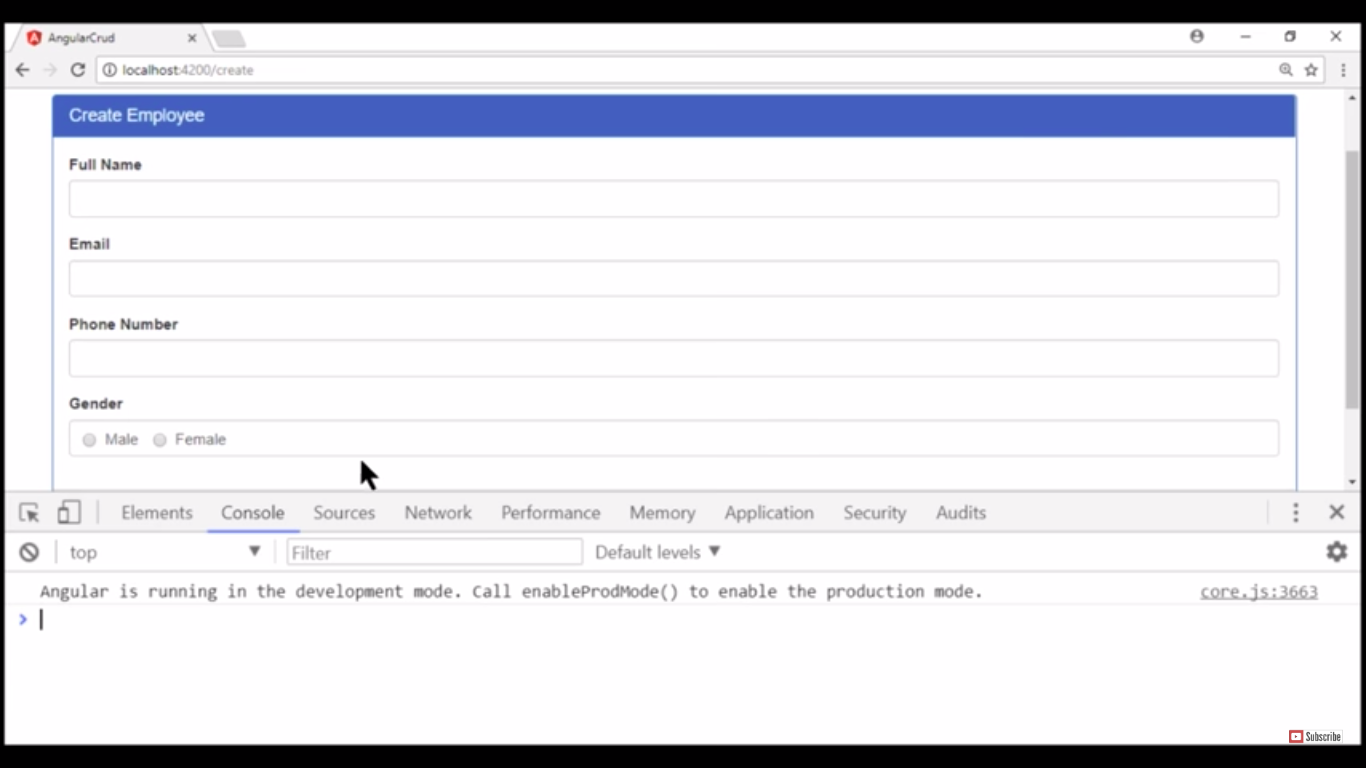 AngularCrud
localhost:4200/create
Create Employee
Full Name
Email
Phone Number
Gender
Male Female
Elements Console Sources Network Performance Memory Application Security Audits
top Filter Default levels
Angular is running in the development mode. Call enableProdMode() to enable the production mode. core.js:3663
Subscribe